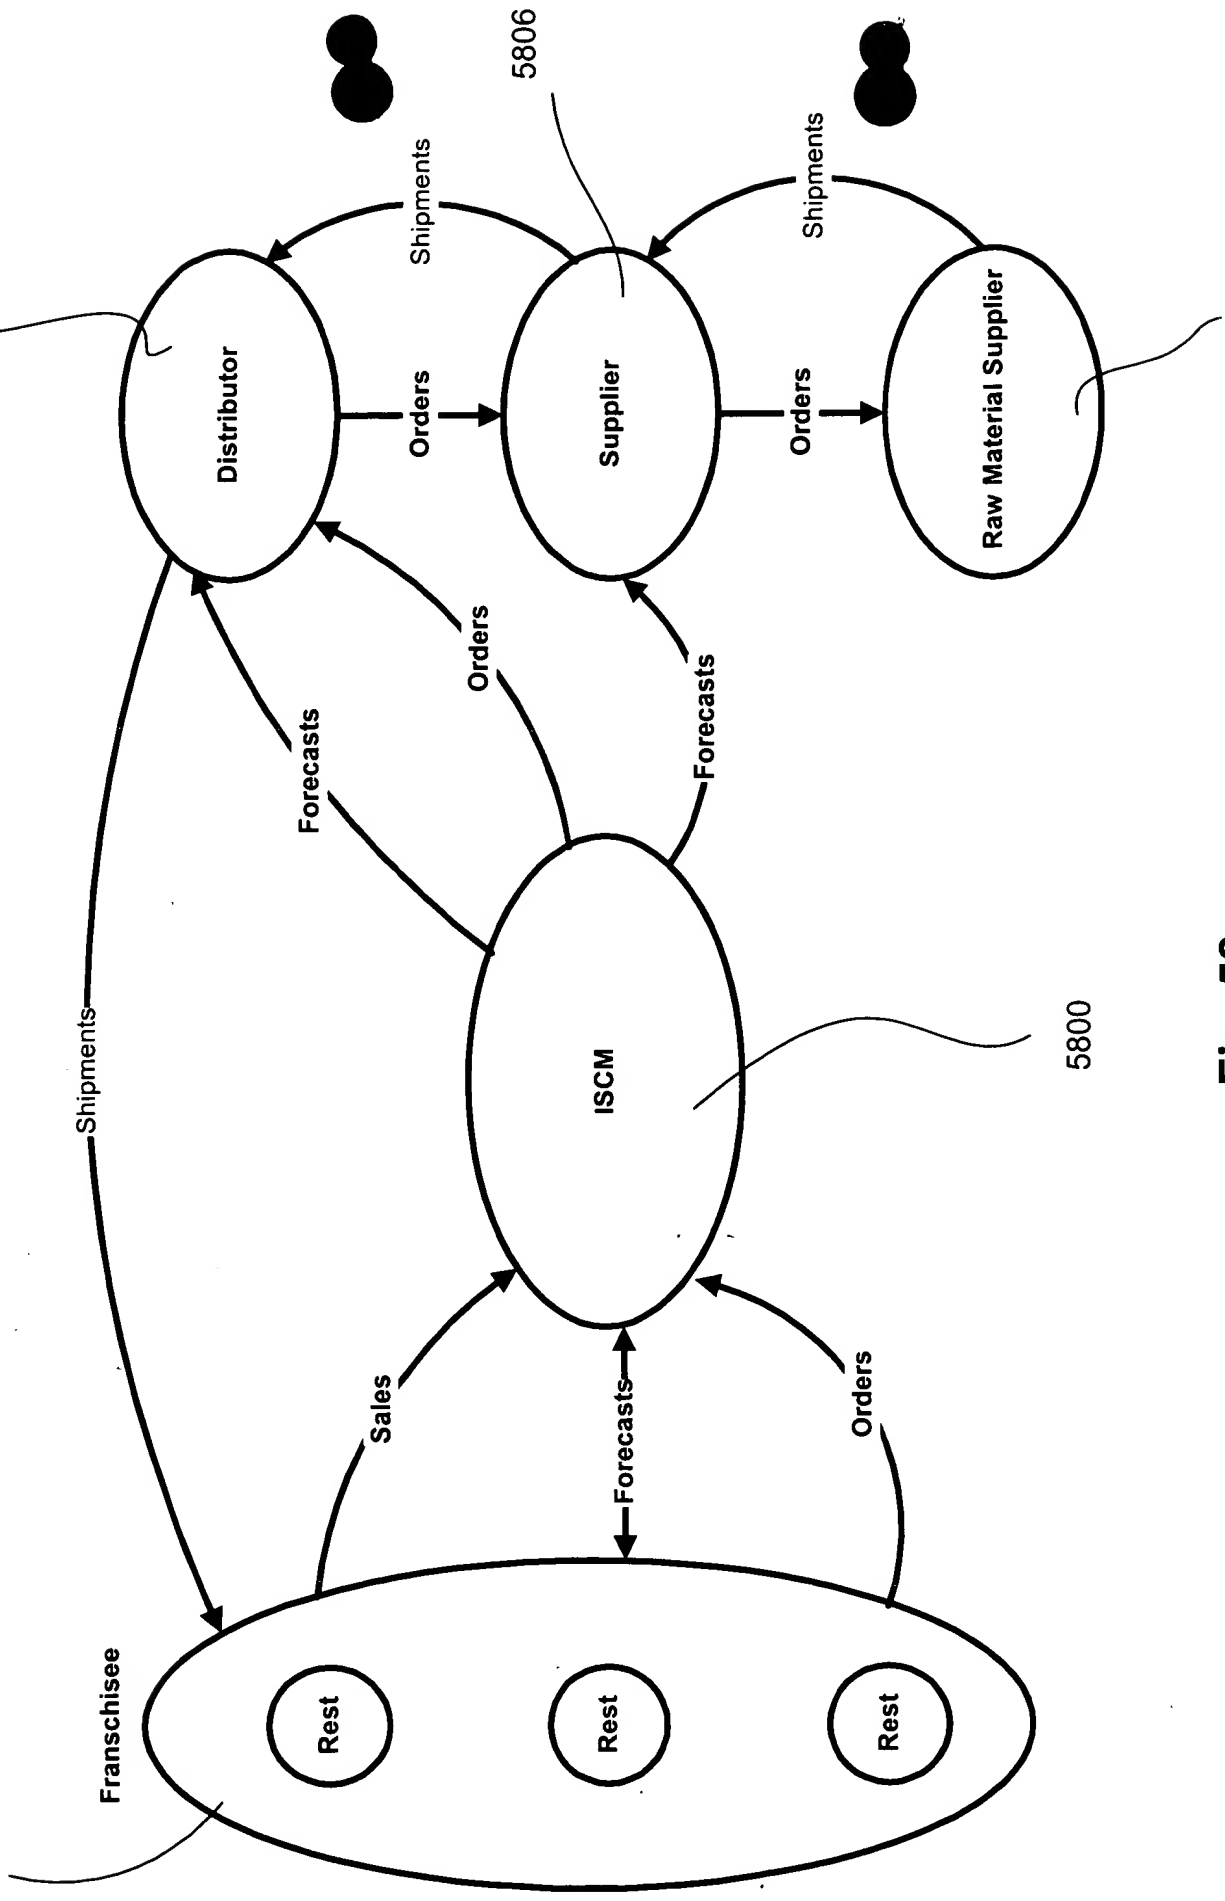 Franschisee
Rest
Rest
Rest
Shipments
Sales
Forecasts
Orders
ISCM
5800
Forecasts
Orders
Forecasts
Distributor
Orders
Shipments
Supplier
5806
Orders
Shipments
Raw Material Supplier